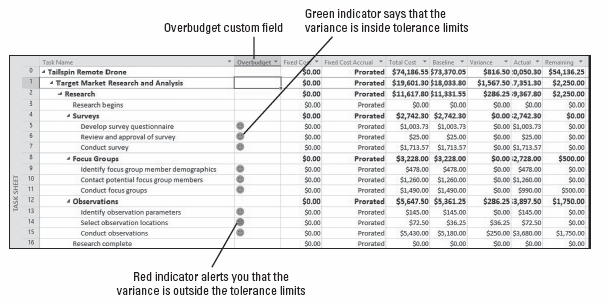 Green indicator says that the
variance is inside tolerance limits
Overbudget custom field
Task Name Overbudget Fixed Cost Fixed Cost Accrual Total Cost Baseline Variance Actual Remaining
0 Tailspin Remote Drone $0.00 Prorated $74,186.55 $73,370.05 $816.50 :0,050.30 $54,136.25
1 Target Market Research and Analysis $0.00 Prorated $19,601.30 $18,033.80 $1,567.50 7,351.30 $2,250.00
2 Research $0.00 Prorated $11,617.80 $11,331.55 $286.25 9,367.80 $2,250.00
3 Research begins $0.00 Prorated $0.00 $0.00 $0.00 $0.00 $0.00
4 Surveys $0.00 Prorated $2,742.30 $2,742.30 $0.00 2,742.30 $0.00
5 Develop survey questionnaire $0.00 Prorated $1,003.73 $1,003.73 $0.00 $1,003.73 $0.00
6 Review and approval of survey $0.00 Prorated $25.00 $25.00 $0.00 $25.00 $0.00
7 Conduct survey $0.00 Prorated $1,713.57 $1,713.57 $0.00 $1,713.57 $0.00
8 Focus Groups $0.00 Prorated $3,228.00 $3,228.00 $0.00 2,728.00 $500.00
9 Identify focus group member demographics $0.00 Prorated $478.00 $478.00 $0.00 $478.00 $0.00
10 Contact potential focus group members $0.00 Prorated $1,260.00 $1,260.00 $0.00 $1,260.00 $0.00
11 Conduct focus groups $0.00 Prorated $1,490.00 $1,490.00 $0.00 $990.00 $500.00
12 Observations $0.00 Prorated $5,647.50 $5,361.25 $286.25 3,897.50 $1,750.00
13 Identify observation parameters $0.00 Prorated $145.00 $145.00 $0.00 $145.00 $0.00
14 Select observation locations $0.00 Prorated $72.50 $36.25 $36.25 $72.50 $0.00
15 Conduct observations $0.00 Prorated $5,430.00 $5,180.00 $250.00 $3,680.00 $1,750.00
16 Research complete $0.00 Prorated $0.00 $0.00 $0.00 $0.00 $0.00
TASK SHEET
Red indicator alerts you that the
variance is outside the tolerance limits